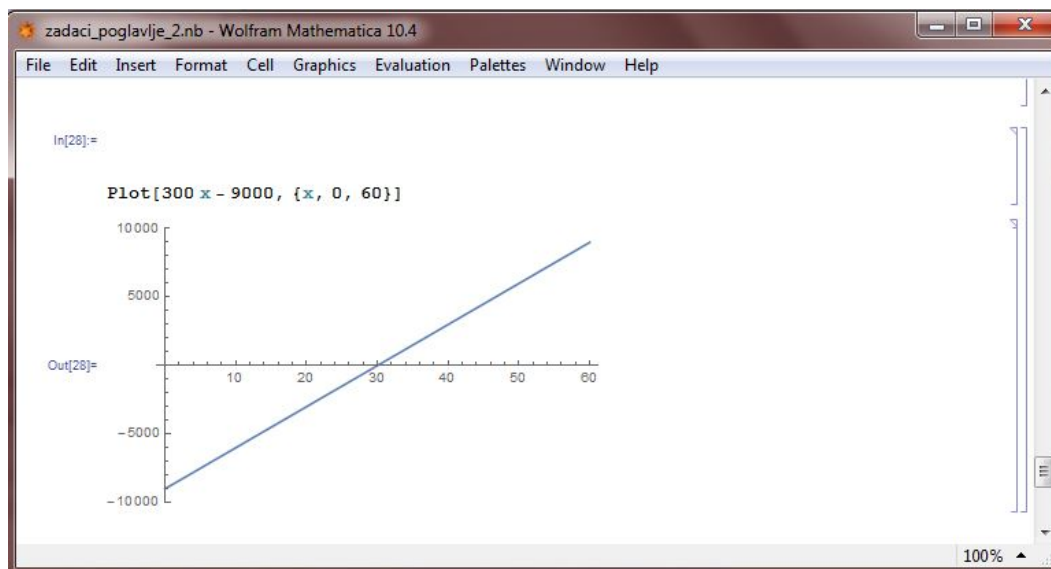 zadaci_poglavlje_2.nb - Wolfram Mathematica 10.4
File Edit Insert Format Cell Graphics Evaluation Palettes Window Help
In[28]:=
Plot[300 x - 9000, {x, 0, 60}]
10000
5000
Out[28]=
10 20 30 40 50 60
-5000
-10000
100%